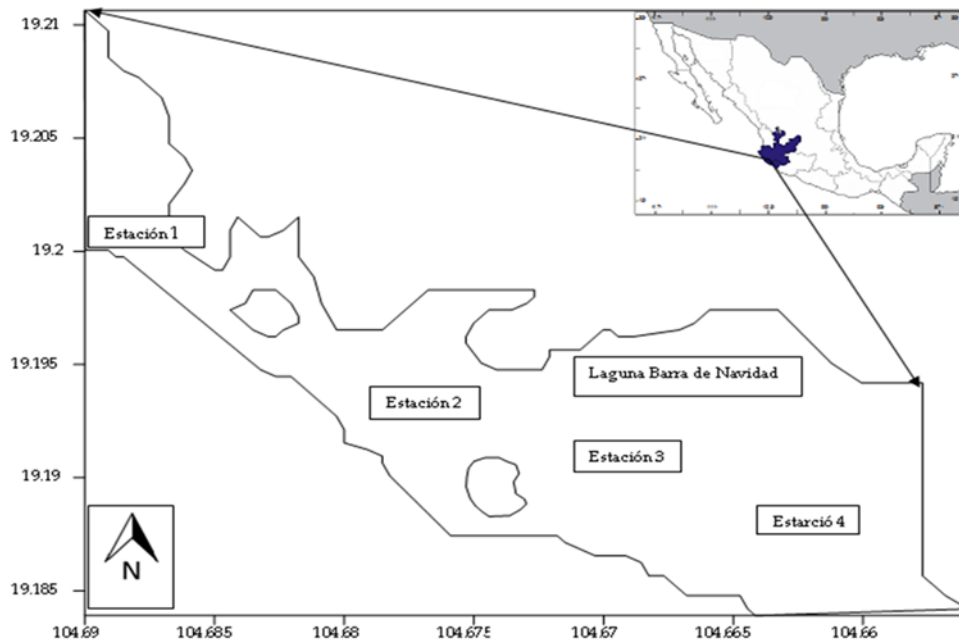 19.21
19.205
Estación 1
19.2
19.195
Laguna Barra de Navidad
Estación 2
Estación 3
19.19
Estarció 4
N
19.185
104.69
104.685
104.68
104.675
104.67
104.665
104.66